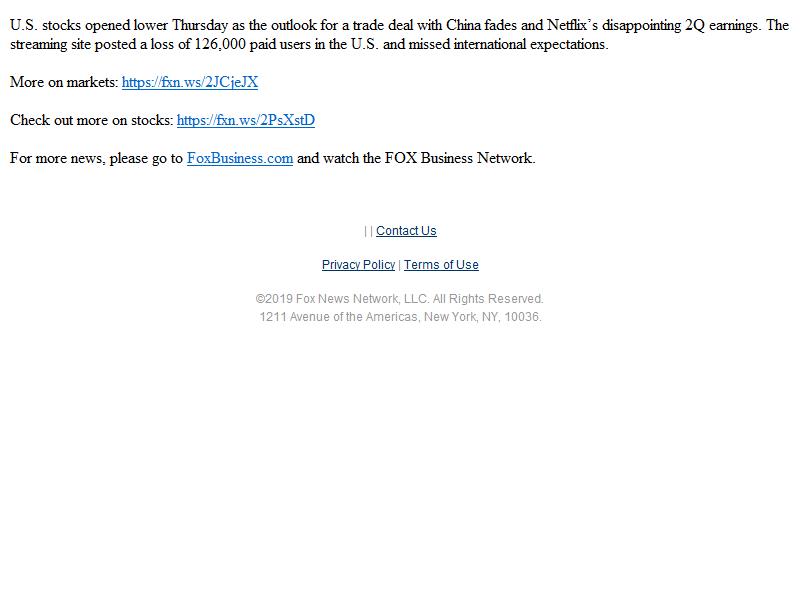 U.S. stocks opened lower Thursday as the outlook for a trade deal with China fades and Netflix’s disappointing 2Q earnings. The
streaming site posted a loss of 126,000 paid users in the U.S. and missed international expectations.
More on markets: https://fxn.ws/2JCjeJX
Check out more on stocks: https://fxn.ws/2PsXstD
For more news, please go to FoxBusiness.com and watch the FOX Business Network.
| | Contact Us
Privacy Policy | Terms of Use
©2019 Fox News Network, LLC. All Rights Reserved.
1211 Avenue of the Americas, New York, NY, 10036.